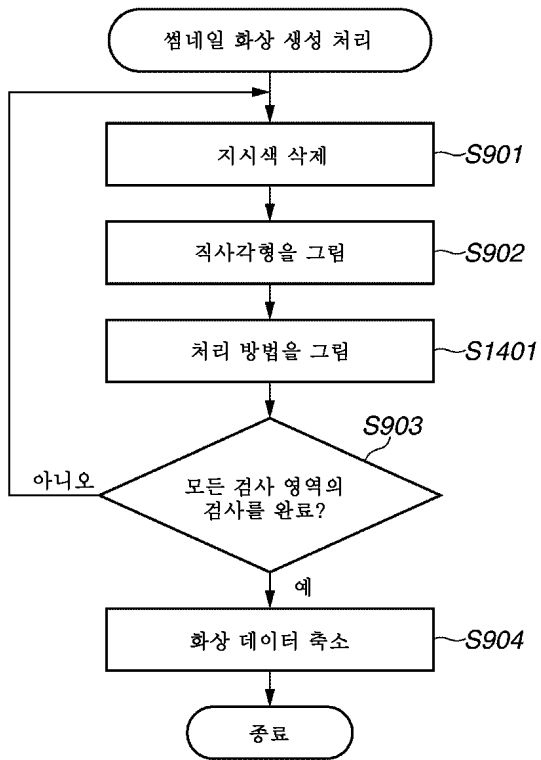 썸네일 화상 생성 처리
지시색 삭제
S901
직사각형을 그림
S902
처리 방법을 그림
S1401
S903
아니오
모든 검사 영역의
검사를 완료?
예
화상 데이터 축소
S904
종료